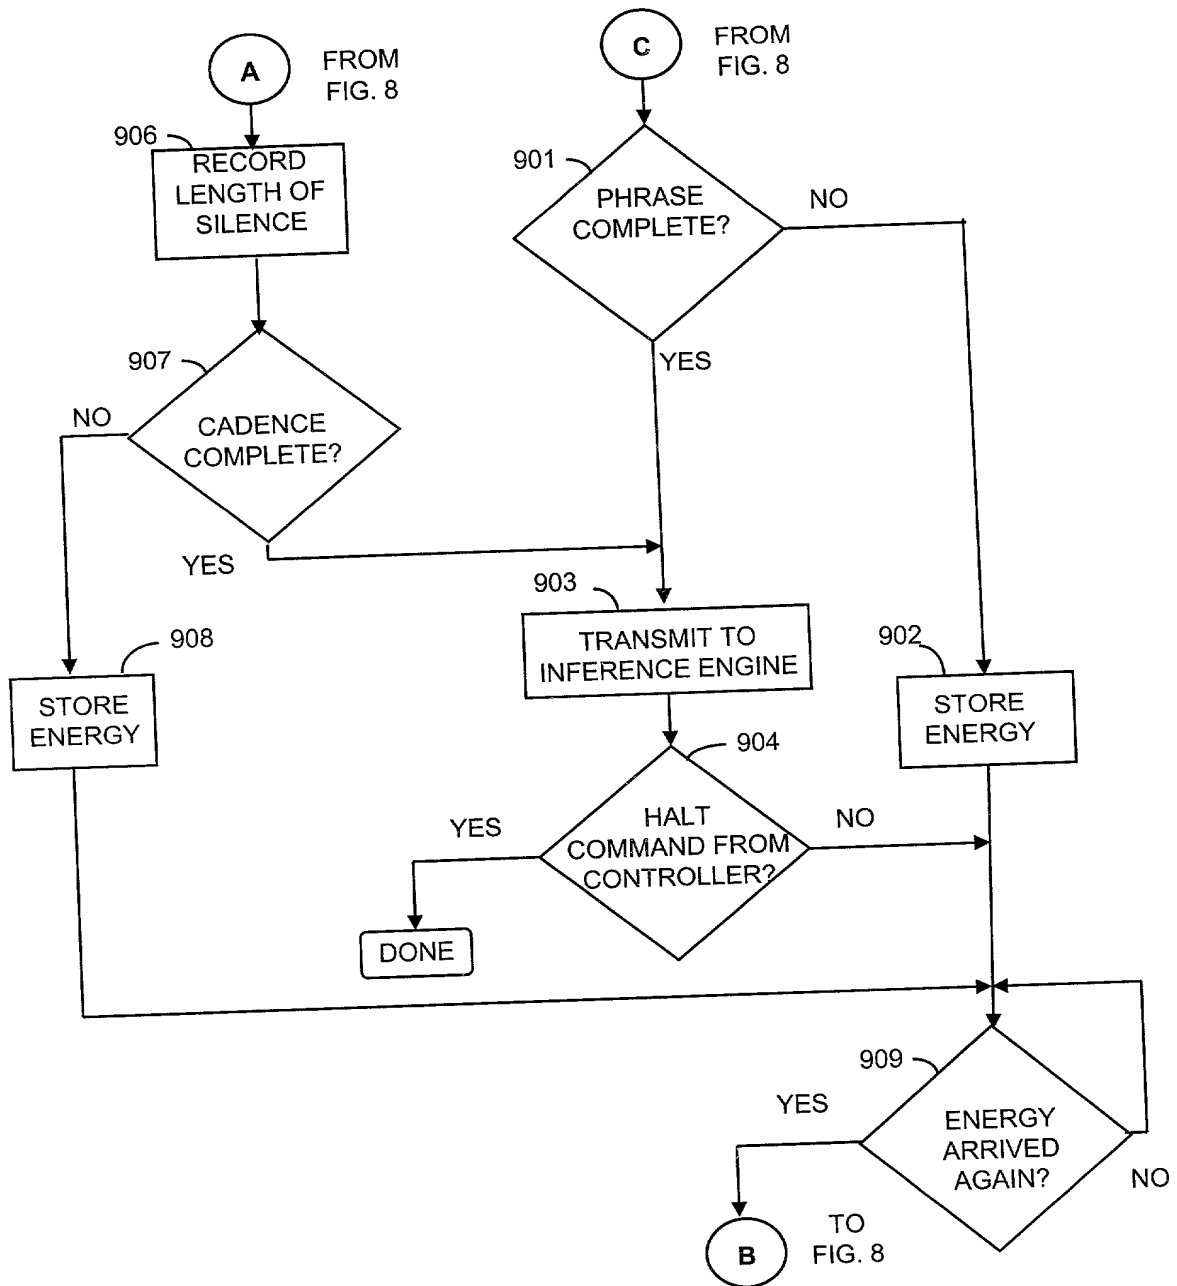 A
FROM
FIG. 8
C
FROM
FIG. 8
906
RECORD
LENGTH OF
SILENCE
901
PHRASE
COMPLETE?
NO
YES
907
NO
CADENCE
COMPLETE?
YES
903
TRANSMIT TO
INFERENCE ENGINE
908
STORE
ENERGY
902
STORE
ENERGY
904
HALT
COMMAND FROM
CONTROLLER?
YES
NO
DONE
909
YES
ENERGY
ARRIVED
AGAIN?
NO
B
TO
FIG. 8